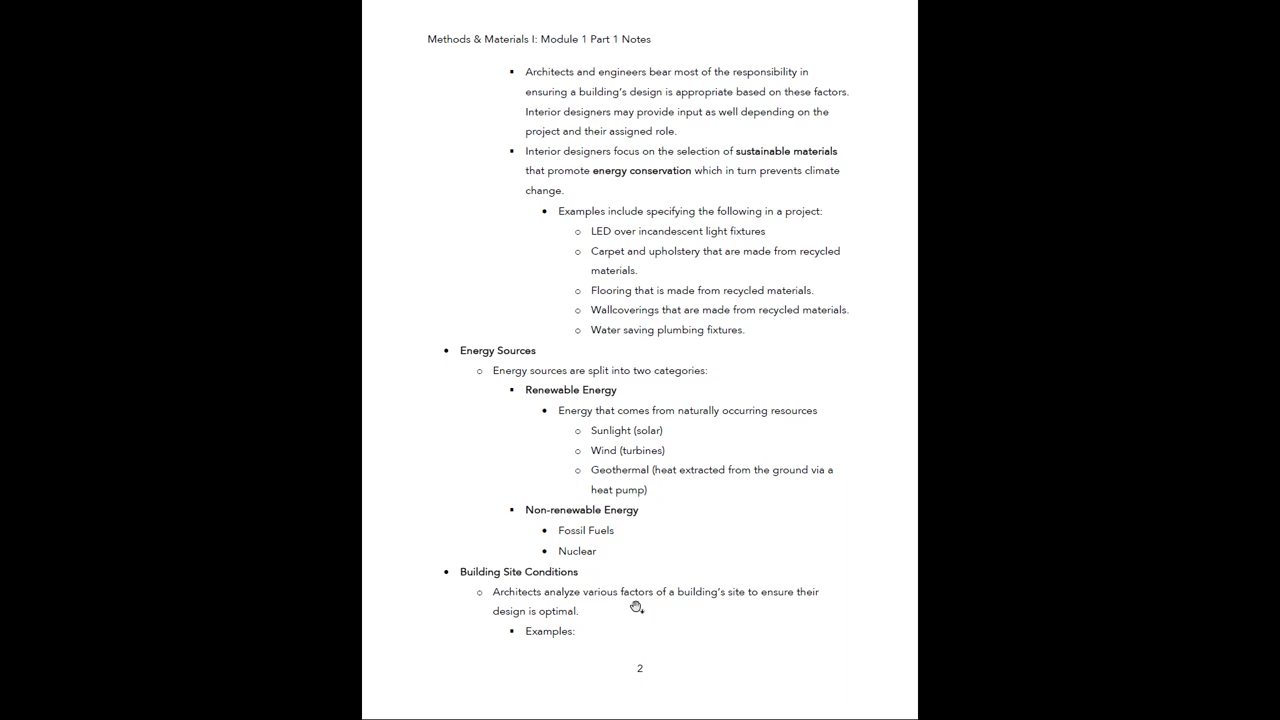 Methods & Materials I: Module 1 Part 1 Notes
▪ Architects and engineers bear most of the responsibility in
ensuring a building's design is appropriate based on these factors.
Interior designers may provide input as well depending on the
project and their assigned role.
▪ Interior designers focus on the selection of sustainable materials
that promote energy conservation which in turn prevents climate
change.
• Examples include specifying the following in a project:
o LED over incandescent light fixtures
o Carpet and upholstery that are made from recycled
materials.
o Flooring that is made from recycled materials.
o Wallcoverings that are made from recycled materials.
o Water saving plumbing fixtures.
• Energy Sources
o Energy sources are split into two categories:
▪ Renewable Energy
• Energy that comes from naturally occurring resources
o Sunlight (solar)
o Wind (turbines)
o Geothermal (heat extracted from the ground via a
heat pump)
▪ Non-renewable Energy
• Fossil Fuels
• Nuclear
• Building Site Conditions
o Architects analyze various factors of a building's site to ensure their
design is optimal.
▪ Examples:
2